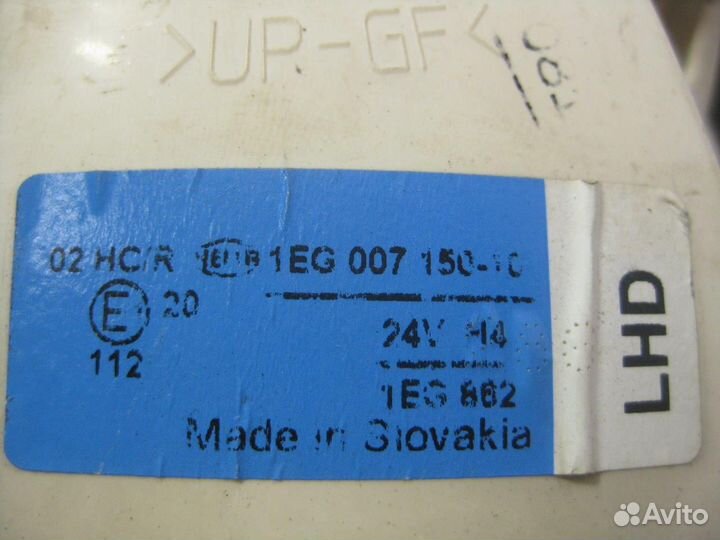 >UP-GF<
02 HC/R 1EG 007 150-10
E1 20
24V H4
112
1EG 862
Made in Slovakia
LHD
Avito